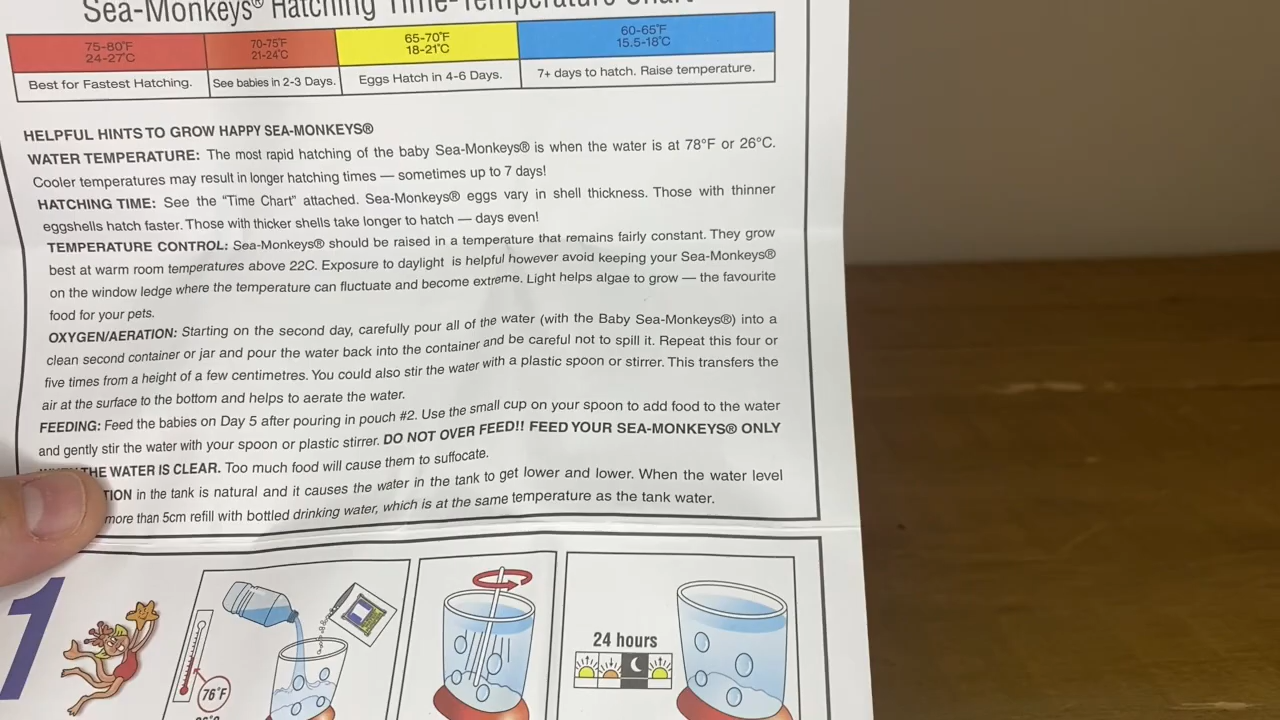 Sea-Monkeys® Hatching Time-Temperature Chart
75-80°F 70-75°F 65-70°F 60-65°F
24-27°C 21-24°C 18-21°C 15.5-18°C
Best for Fastest Hatching. See babies in 2-3 Days. Eggs Hatch in 4-6 Days. 7+ days to hatch. Raise temperature.
HELPFUL HINTS TO GROW HAPPY SEA-MONKEYS®
WATER TEMPERATURE: The most rapid hatching of the baby Sea-Monkeys® is when the water is at 78°F or 26°C.
Cooler temperatures may result in longer hatching times — sometimes up to 7 days!
HATCHING TIME: See the "Time Chart" attached. Sea-Monkeys® eggs vary in shell thickness. Those with thinner
eggshells hatch faster. Those with thicker shells take longer to hatch — days even!
TEMPERATURE CONTROL: Sea-Monkeys® should be raised in a temperature that remains fairly constant. They grow
best at warm room temperatures above 22C. Exposure to daylight is helpful however avoid keeping your Sea-Monkeys®
on the window ledge where the temperature can fluctuate and become extreme. Light helps algae to grow — the favourite
food for your pets.
OXYGEN/AERATION: Starting on the second day, carefully pour all of the water (with the Baby Sea-Monkeys®) into a
clean second container or jar and pour the water back into the container and be careful not to spill it. Repeat this four or
five times from a height of a few centimetres. You could also stir the water with a plastic spoon or stirrer. This transfers the
air at the surface to the bottom and helps to aerate the water.
FEEDING: Feed the babies on Day 5 after pouring in pouch #2. Use the small cup on your spoon to add food to the water
and gently stir the water with your spoon or plastic stirrer. DO NOT OVER FEED!! FEED YOUR SEA-MONKEYS® ONLY
THE WATER IS CLEAR. Too much food will cause them to suffocate.
TION in the tank is natural and it causes the water in the tank to get lower and lower. When the water level
more than 5cm refill with bottled drinking water, which is at the same temperature as the tank water.
1
76°F
24 hours